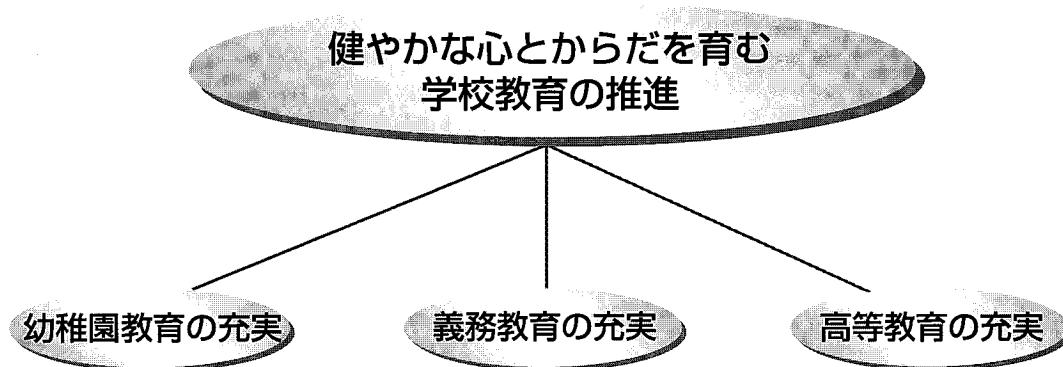 健やかな心とからだを育む
学校教育の推進
幼稚園教育の充実
義務教育の充実
高等教育の充実